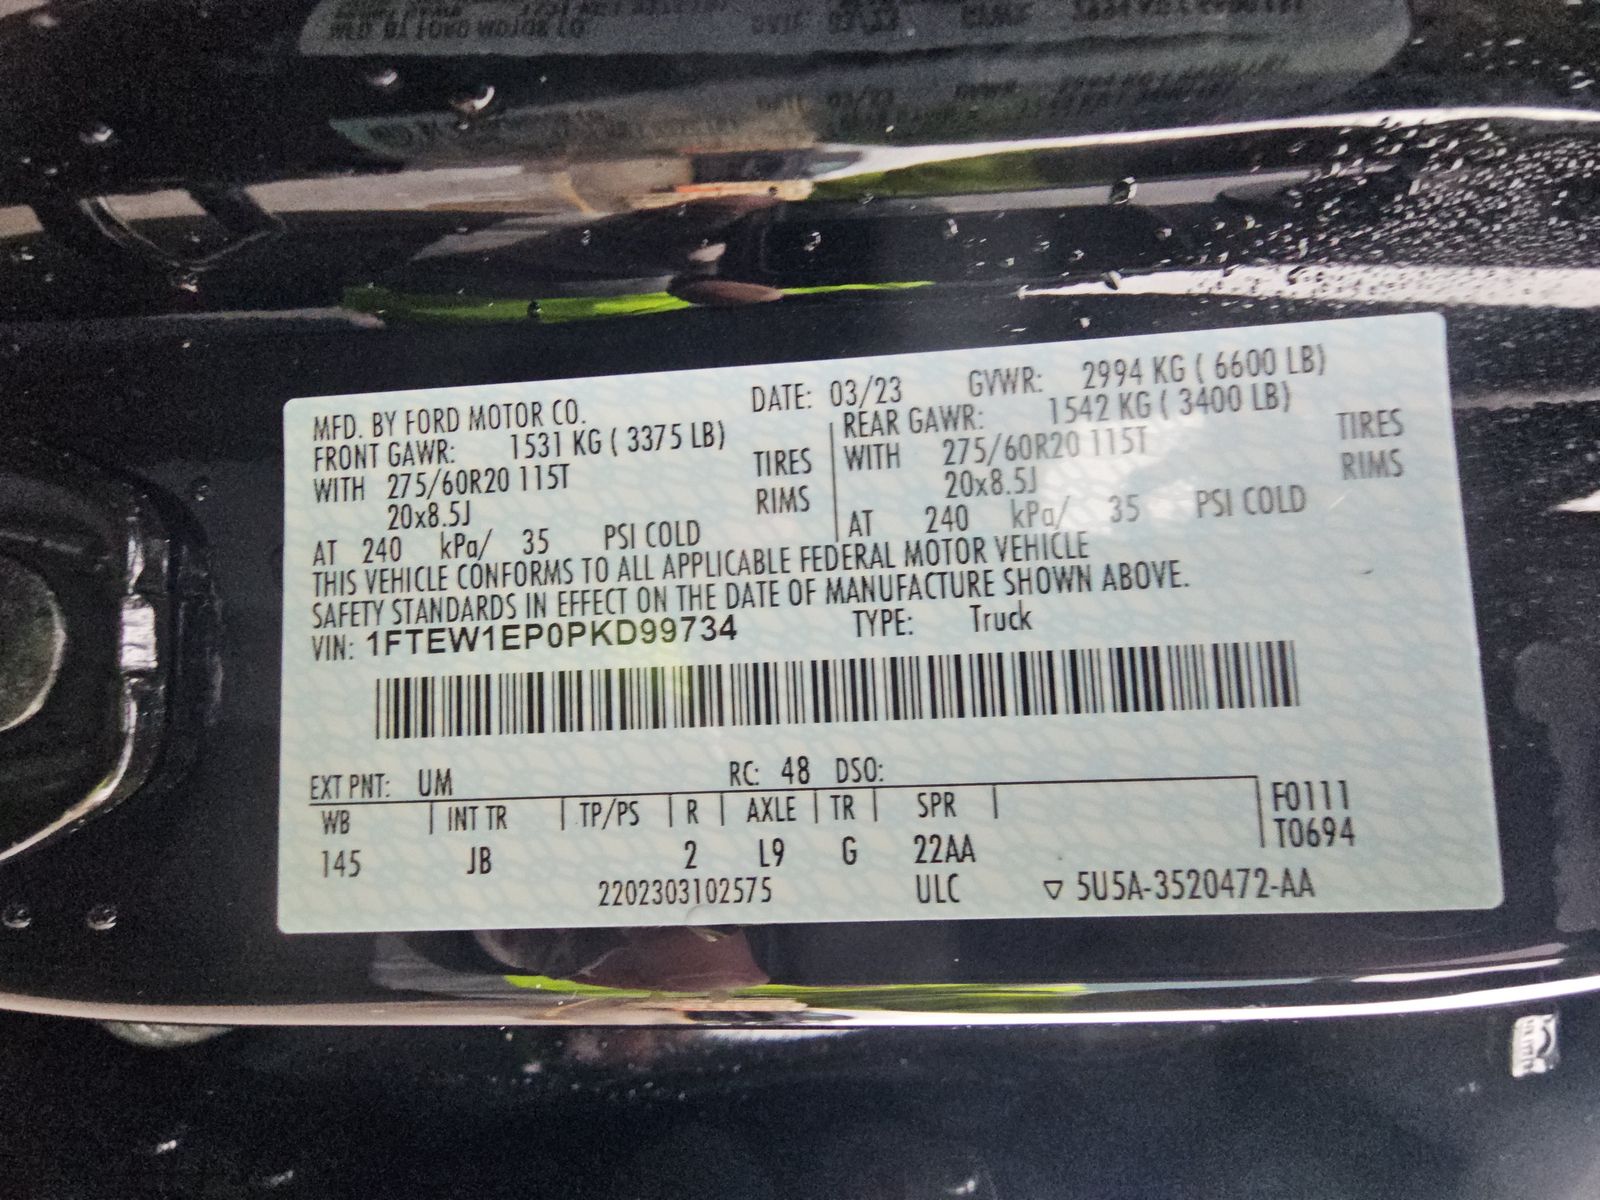 MFD. BY FORD MOTOR CO. DATE: 03/23 GVWR: 2994 KG ( 6600 LB)
FRONT GAWR: 1531 KG ( 3375 LB) REAR GAWR: 1542 KG ( 3400 LB)
WITH 275/60R20 115T TIRES WITH 275/60R20 115T TIRES
20x8.5J RIMS 20x8.5J RIMS
AT 240 kPa/ 35 PSI COLD AT 240 kPa/ 35 PSI COLD
THIS VEHICLE CONFORMS TO ALL APPLICABLE FEDERAL MOTOR VEHICLE
SAFETY STANDARDS IN EFFECT ON THE DATE OF MANUFACTURE SHOWN ABOVE.
VIN: 1FTEW1EP0PKD99734 TYPE: Truck
EXT PNT: UM RC: 48 DSO:
WB INT TR TP/PS R AXLE TR SPR F0111
T0694
145 JB 2 L9 G 22AA
2202303102575 ULC ▽ 5U5A-3520472-AA